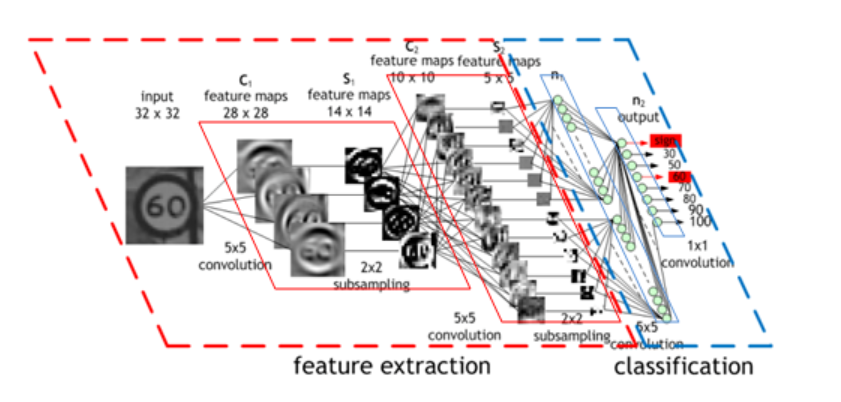 C₁
feature maps
28 x 28
input
32 x 32
S₁
feature maps
14 x 14
C₂
feature maps
10 x 10
S₂
feature maps
5 x 5
n₁
n₂
output
sign
30
50
60
70
80
90
100
60
5x5
convolution
2x2
subsampling
5x5
convolution
2x2
subsampling
5x5
convolution
1x1
convolution
feature extraction
classification